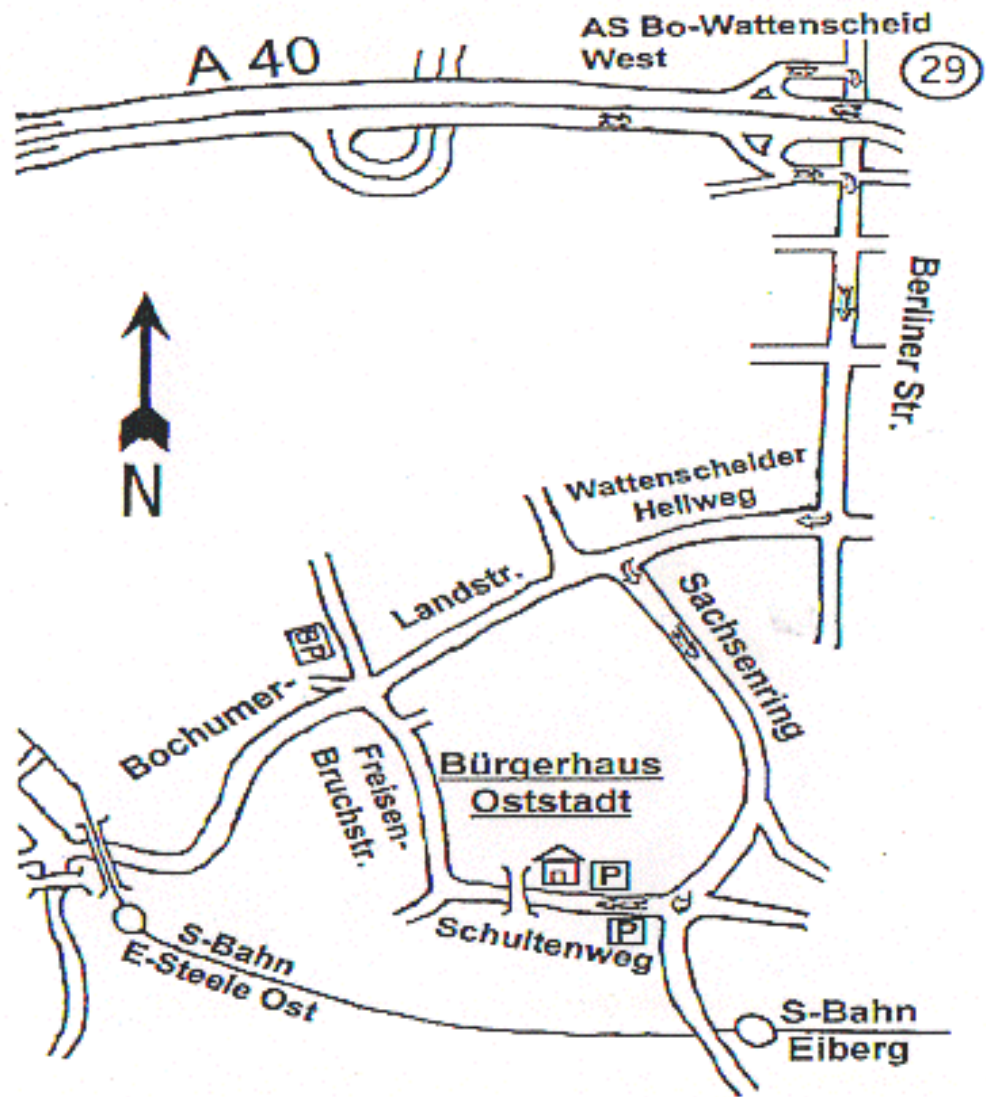 AS Bo-Wattenscheid
West
29
A 40
Berliner Str.
N
Wattenscheider
Hellweg
Landstr.
Sachsenring
BP
Bochumer-
Freisen-
Bruchstr.
Bürgerhaus
Oststadt
P
Schultenweg
P
S-Bahn
E-Steele Ost
S-Bahn
Eiberg